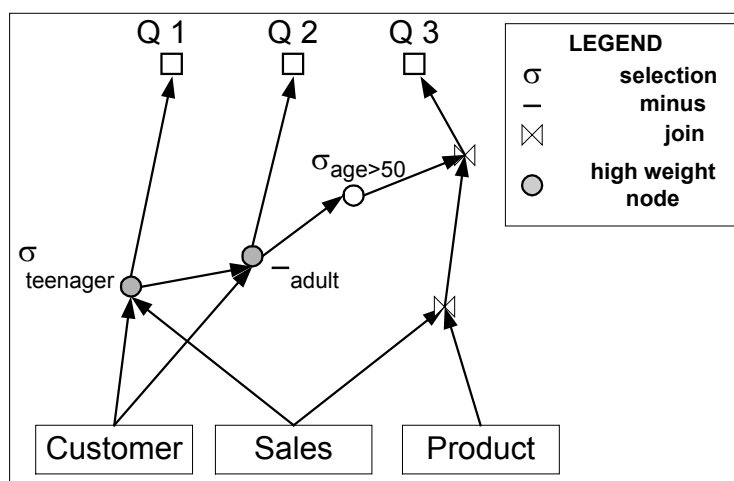 Q 1 Q 2 Q 3
LEGEND
σ selection
– minus
⋈ join
high weight
node
σage>50
σ
teenager
–adult
Customer Sales Product